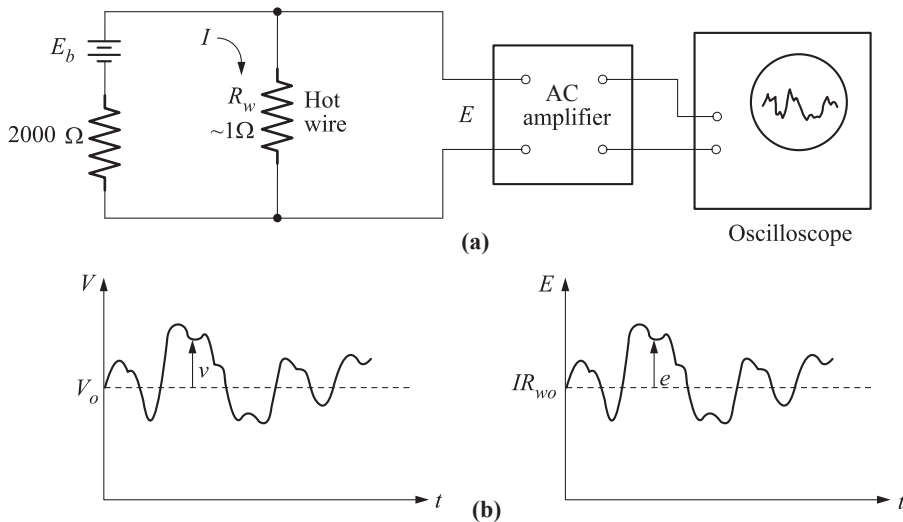 E_b
I
2000 Ω
R_w
~1Ω
Hot
wire
E
AC
amplifier
Oscilloscope
(a)
V
V_o
v
t
E
IR_wo
e
t
(b)